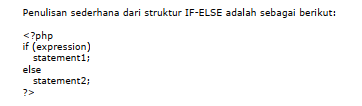 Penulisan sederhana dari struktur IF-ELSE adalah sebagai berikut:
<?php
if (expression)
statement1;
else
statement2;
?>